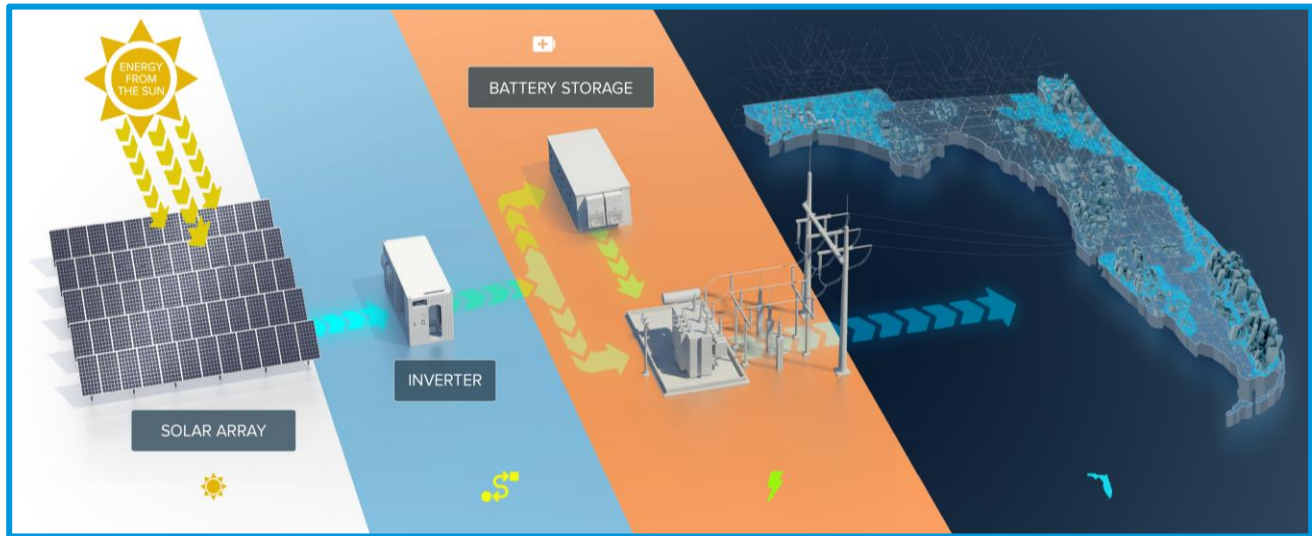 ENERGY
FROM
THE SUN
BATTERY STORAGE
INVERTER
SOLAR ARRAY